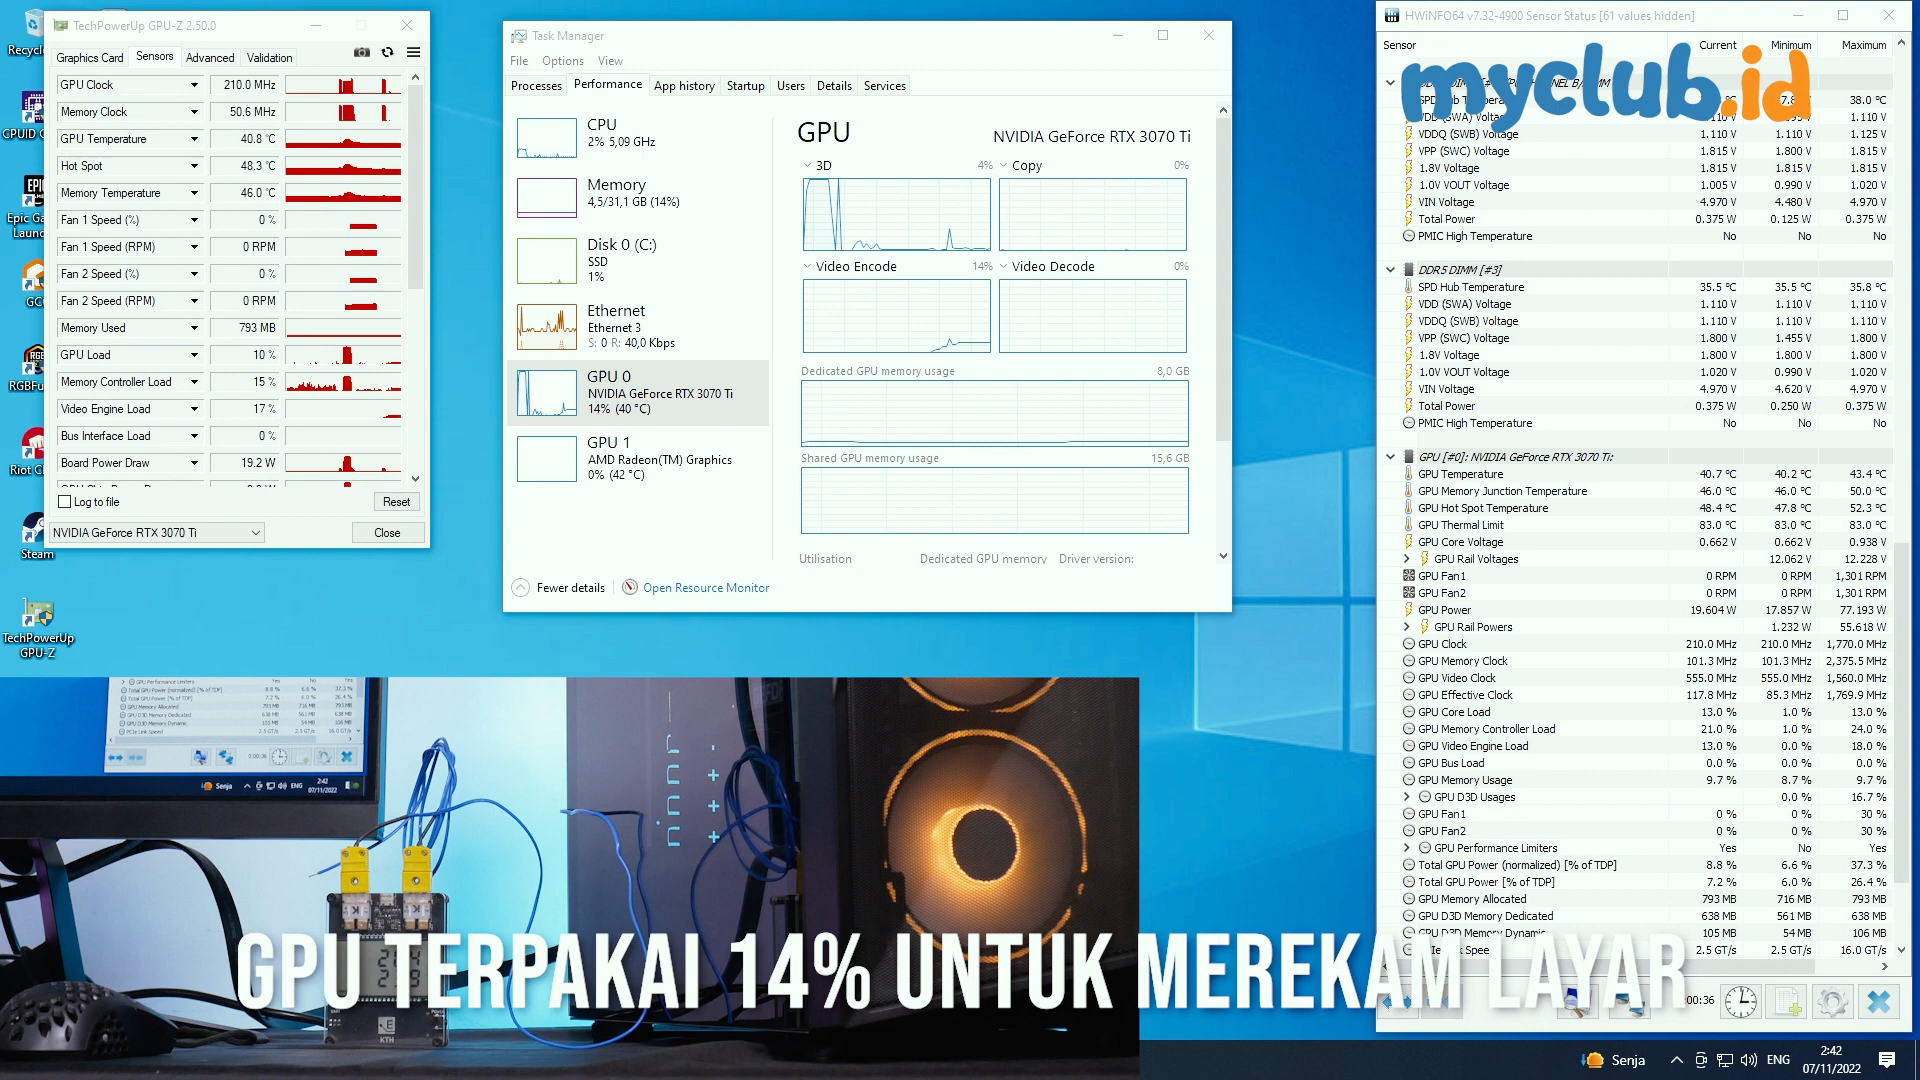 TechPowerUp GPU-Z 2.50.0
Graphics Card Sensors Advanced Validation
GPU Clock 210.0 MHz
Memory Clock 50.6 MHz
GPU Temperature 40.8 °C
Hot Spot 48.3 °C
Memory Temperature 46.0 °C
Fan 1 Speed (%) 0 %
Fan 1 Speed (RPM) 0 RPM
Fan 2 Speed (%) 0 %
Fan 2 Speed (RPM) 0 RPM
Memory Used 793 MB
GPU Load 10 %
Memory Controller Load 15 %
Video Engine Load 17 %
Bus Interface Load 0 %
Board Power Draw 19.2 W
Log to file Reset
NVIDIA GeForce RTX 3070 Ti Close
Steam
TechPowerUp
GPU-Z
Task Manager
File Options View
Processes Performance App history Startup Users Details Services
CPU
2% 5,09 GHz
Memory
4,5/31,1 GB (14%)
Disk 0 (C:)
SSD
1%
Ethernet
Ethernet 3
S: 0 R: 40,0 Kbps
GPU 0
NVIDIA GeForce RTX 3070 Ti
14% (40 °C)
GPU 1
AMD Radeon(TM) Graphics
0% (42 °C)
GPU NVIDIA GeForce RTX 3070 Ti
3D 4% Copy 0%
Video Encode 14% Video Decode 0%
Dedicated GPU memory usage 8,0 GB
Shared GPU memory usage 15,6 GB
Utilisation Dedicated GPU memory Driver version:
Fewer details Open Resource Monitor
HWiNFO64 v7.32-4900 Sensor Status [61 values hidden]
Sensor Current Minimum Maximum
myclub.id
38.0 °C
1.110 V
VDDQ (SWB) Voltage 1.110 V 1.110 V 1.125 V
VPP (SWC) Voltage 1.815 V 1.800 V 1.815 V
1.8V Voltage 1.815 V 1.815 V 1.815 V
1.0V VOUT Voltage 1.005 V 0.990 V 1.020 V
VIN Voltage 4.970 V 4.480 V 4.970 V
Total Power 0.375 W 0.125 W 0.375 W
PMIC High Temperature No No No
DDR5 DIMM [#3]
SPD Hub Temperature 35.5 °C 35.5 °C 35.8 °C
VDD (SWA) Voltage 1.110 V 1.110 V 1.110 V
VDDQ (SWB) Voltage 1.110 V 1.110 V 1.110 V
VPP (SWC) Voltage 1.800 V 1.455 V 1.800 V
1.8V Voltage 1.800 V 1.800 V 1.800 V
1.0V VOUT Voltage 1.020 V 0.990 V 1.020 V
VIN Voltage 4.970 V 4.620 V 4.970 V
Total Power 0.375 W 0.250 W 0.375 W
PMIC High Temperature No No No
GPU [#0]: NVIDIA GeForce RTX 3070 Ti:
GPU Temperature 40.7 °C 40.2 °C 43.4 °C
GPU Memory Junction Temperature 46.0 °C 46.0 °C 50.0 °C
GPU Hot Spot Temperature 48.4 °C 47.8 °C 52.3 °C
GPU Thermal Limit 83.0 °C 83.0 °C 83.0 °C
GPU Core Voltage 0.662 V 0.662 V 0.938 V
GPU Rail Voltages 12.062 V 12.228 V
GPU Fan1 0 RPM 0 RPM 1,301 RPM
GPU Fan2 0 RPM 0 RPM 1,301 RPM
GPU Power 19.604 W 17.857 W 77.193 W
GPU Rail Powers 1.232 W 55.618 W
GPU Clock 210.0 MHz 210.0 MHz 1,770.0 MHz
GPU Memory Clock 101.3 MHz 101.3 MHz 2,375.5 MHz
GPU Video Clock 555.0 MHz 555.0 MHz 1,560.0 MHz
GPU Effective Clock 117.8 MHz 85.3 MHz 1,769.9 MHz
GPU Core Load 13.0 % 1.0 % 13.0 %
GPU Memory Controller Load 21.0 % 1.0 % 24.0 %
GPU Video Engine Load 13.0 % 0.0 % 18.0 %
GPU Bus Load 0.0 % 0.0 % 0.0 %
GPU Memory Usage 9.7 % 8.7 % 9.7 %
GPU D3D Usages 0.0 % 16.7 %
GPU Fan1 0 % 0 % 30 %
GPU Fan2 0 % 0 % 30 %
GPU Performance Limiters Yes No Yes
Total GPU Power (normalized) [% of TDP] 8.8 % 6.6 % 37.3 %
Total GPU Power [% of TDP] 7.2 % 6.0 % 26.4 %
GPU Memory Allocated 793 MB 716 MB 793 MB
GPU D3D Memory Dedicated 638 MB 561 MB 638 MB
GPU D3D Memory Dynamic 105 MB 54 MB 106 MB
2.5 GT/s 2.5 GT/s 16.0 GT/s
GPU TERPAKAI 14% UNTUK MEREKAM LAYAR
KTH
Senja ENG 2:42
07/11/2022